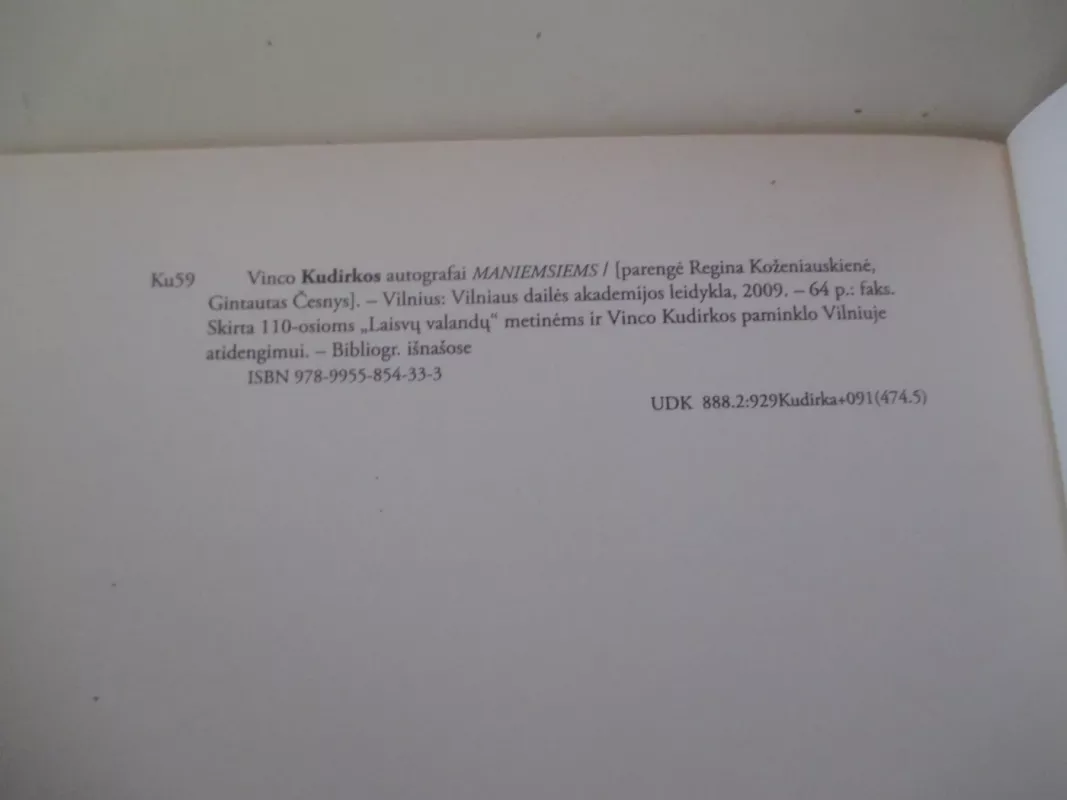 Ku59 Vinco Kudirkos autografai MANIEMSIEMS / [parengė Regina Koženiauskienė,
Gintautas Česnys]. – Vilnius: Vilniaus dailės akademijos leidykla, 2009. – 64 p.: faks.
Skirta 110-osioms „Laisvų valandų“ metinėms ir Vinco Kudirkos paminklo Vilniuje
atidengimui. – Bibliogr. išnašose
ISBN 978-9955-854-33-3
UDK 888.2:929Kudirka+091(474.5)